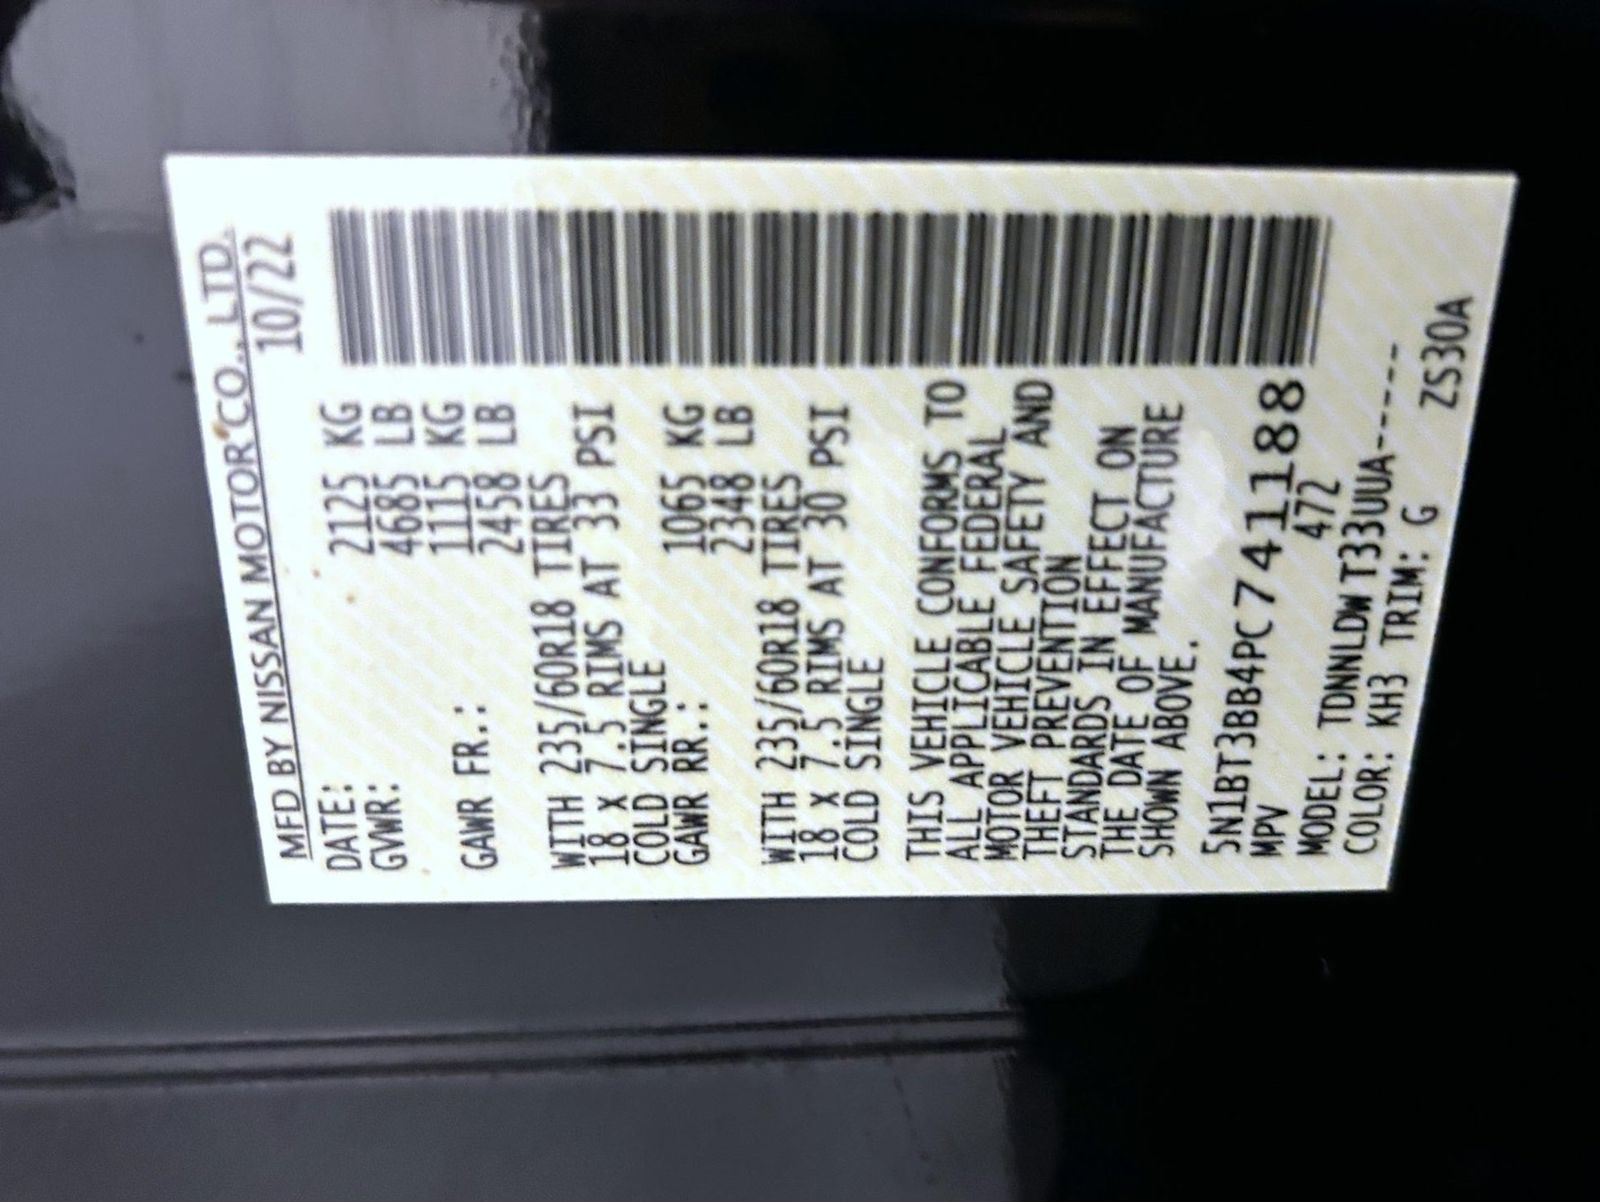 MFD BY NISSAN MOTOR CO., LTD.
DATE: 10/22
GVWR: 2125 KG
4685 LB
GAWR FR.: 1115 KG
2458 LB
WITH 235/60R18 TIRES
18 X 7.5 RIMS AT 33 PSI
COLD SINGLE
GAWR RR.: 1065 KG
2348 LB
WITH 235/60R18 TIRES
18 X 7.5 RIMS AT 30 PSI
COLD SINGLE
THIS VEHICLE CONFORMS TO
ALL APPLICABLE FEDERAL
MOTOR VEHICLE SAFETY AND
THEFT PREVENTION
STANDARDS IN EFFECT ON
THE DATE OF MANUFACTURE
SHOWN ABOVE.
5N1BT3BB4PC741188
MPV 472
MODEL: TDNNLDW T33UUA-----
COLOR: KH3 TRIM: G ZS30A